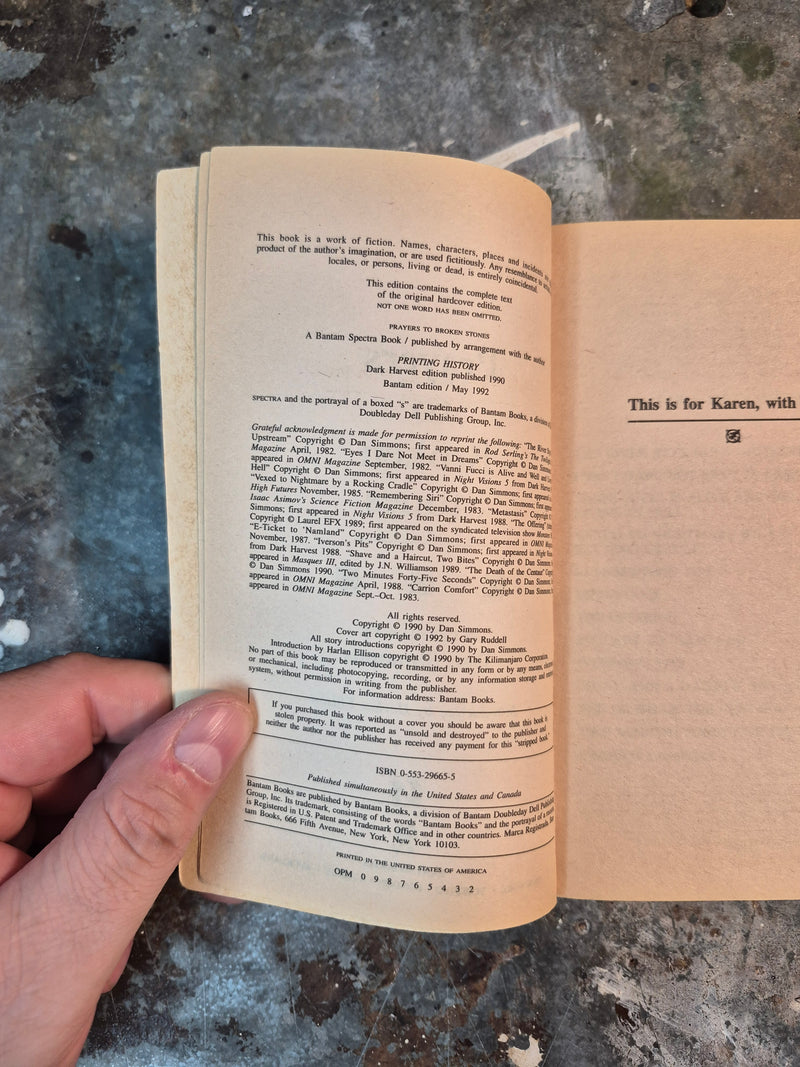 This book is a work of fiction. Names, characters, places and incidents
product of the author's imagination, or are used fictitiously. Any resemblance to
locales, or persons, living or dead, is entirely coincidental.
This edition contains the complete text
of the original hardcover edition.
NOT ONE WORD HAS BEEN OMITTED.
PRAYERS TO BROKEN STONES
A Bantam Spectra Book / published by arrangement with the author
PRINTING HISTORY
Dark Harvest edition published 1990
Bantam edition / May 1992
SPECTRA and the portrayal of a boxed "s" are trademarks of Bantam Books, a division
Doubleday Dell Publishing Group, Inc.
Grateful acknowledgment is made for permission to reprint the following: "The River
Upstream" Copyright © Dan Simmons; first appeared in Rod Serling's The
Magazine April, 1982. "Eyes I Dare Not Meet in Dreams" Copyright © Dan
appeared in OMNI Magazine September, 1982. "Vanni Fucci is Alive and Well and
Hell" Copyright © Dan Simmons; first appeared in Night Visions 5 from Dark
"Vexed to Nightmare by a Rocking Cradle" Copyright © Dan Simmons; first
High Futures November, 1985. "Remembering Siri" Copyright © Dan Simmons; first
Isaac Asimov's Science Fiction Magazine December, 1983. "Metastasis" Copyright
Simmons; first appeared in Night Visions 5 from Dark Harvest 1988. "The Offering"
Copyright © Laurel EFX 1989; first appeared on the syndicated television show
"E-Ticket to 'Namland" Copyright © Dan Simmons; first appeared in OMNI
November, 1987. "Iverson's Pits" Copyright © Dan Simmons; first appeared in Night
from Dark Harvest 1988. "Shave and a Haircut, Two Bites" Copyright © Dan Simmons;
appeared in Masques III, edited by J.N. Williamson 1989. "The Death of the Centaur"
© Dan Simmons 1990. "Two Minutes Forty-Five Seconds" Copyright © Dan Simmons;
appeared in OMNI Magazine April, 1988. "Carrion Comfort" Copyright © Dan Simmons;
appeared in OMNI Magazine Sept.-Oct. 1983.
All rights reserved.
Copyright © 1990 by Dan Simmons.
Cover art copyright © 1992 by Gary Ruddell
All story introductions copyright © 1990 by Dan Simmons.
Introduction by Harlan Ellison copyright © 1990 by The Kilimanjaro Corporation.
No part of this book may be reproduced or transmitted in any form or by any means,
or mechanical, including photocopying, recording, or by any information storage and
system, without permission in writing from the publisher.
For information address: Bantam Books.
If you purchased this book without a cover you should be aware that this book is
stolen property. It was reported as "unsold and destroyed" to the publisher and
neither the author nor the publisher has received any payment for this "stripped book."
ISBN 0-553-29665-5
Published simultaneously in the United States and Canada
Bantam Books are published by Bantam Books, a division of Bantam Doubleday Dell
Group, Inc. Its trademark, consisting of the words "Bantam Books" and the portrayal of a
is Registered in U.S. Patent and Trademark Office and in other countries. Marca Registrada.
tam Books, 666 Fifth Avenue, New York, New York 10103.
PRINTED IN THE UNITED STATES OF AMERICA
OPM 0 9 8 7 6 5 4 3 2
This is for Karen, with